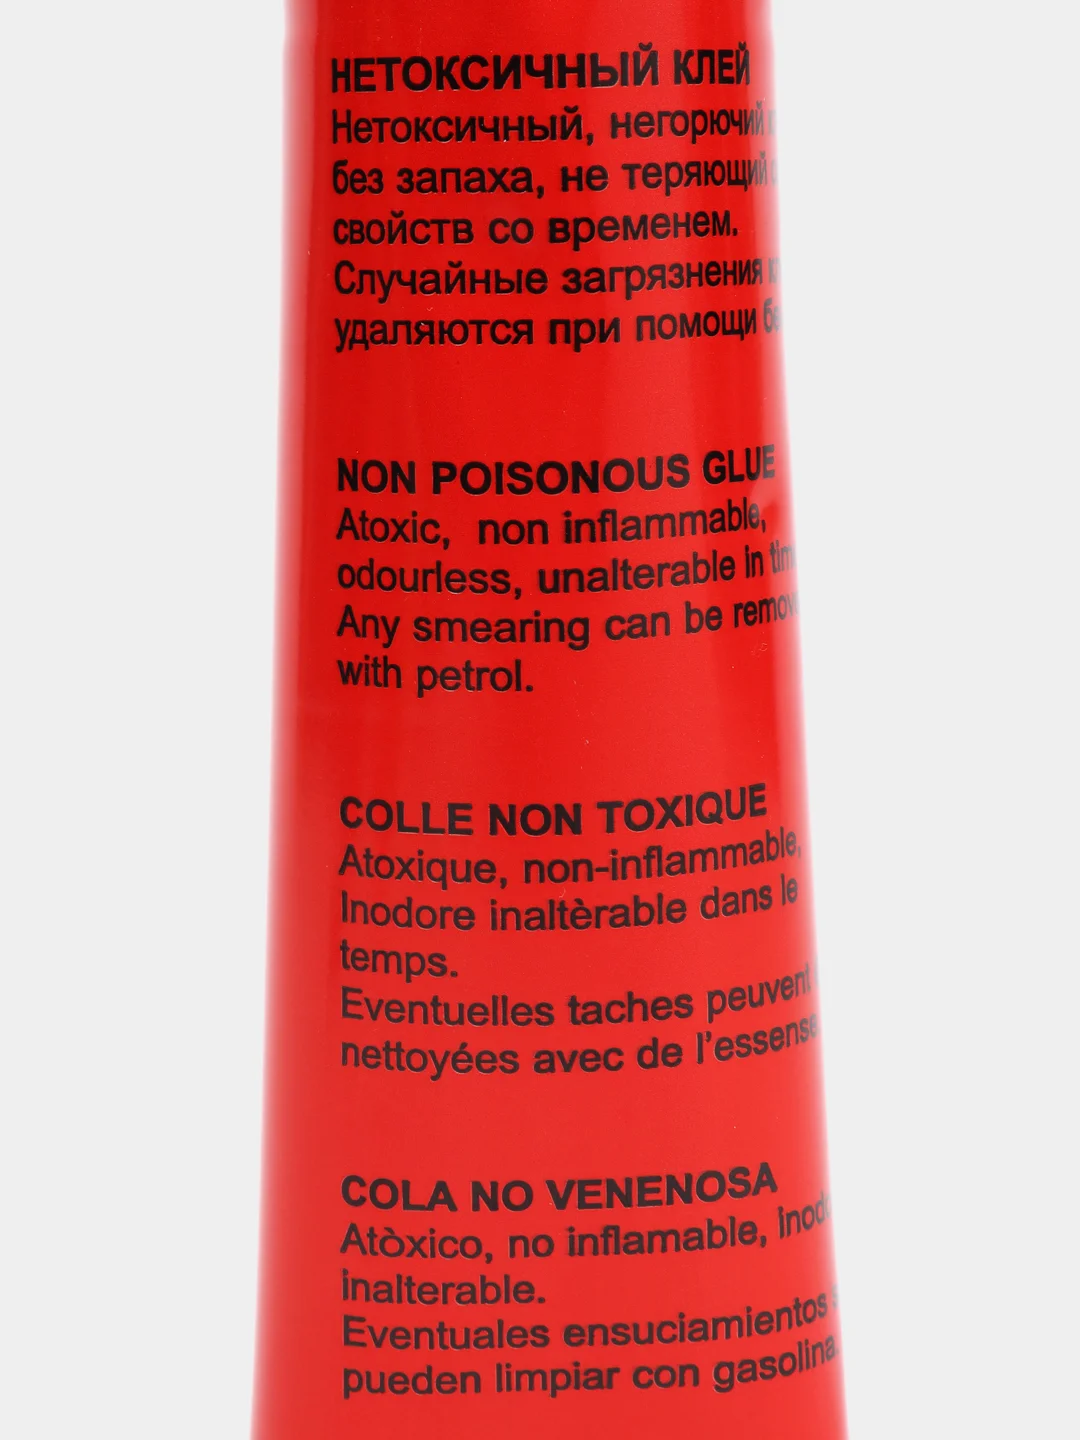 НЕТОКСИЧНЫЙ КЛЕЙ
Нетоксичный, негорючий
без запаха, не теряющий
свойств со временем.
Случайные загрязнения
удаляются при помощи
NON POISONOUS GLUE
Atoxic, non inflammable,
odourless, unalterable in
Any smearing can be
with petrol.
COLLE NON TOXIQUE
Atoxique, non-inflammable,
Inodore inaltèrable dans le
temps.
Eventuelles taches peuvent
nettoyées avec de l'essense
COLA NO VENENOSA
Atòxico, no inflamable,
inalterable.
Eventuales ensuciamientos
pueden limpiar con gasolina.